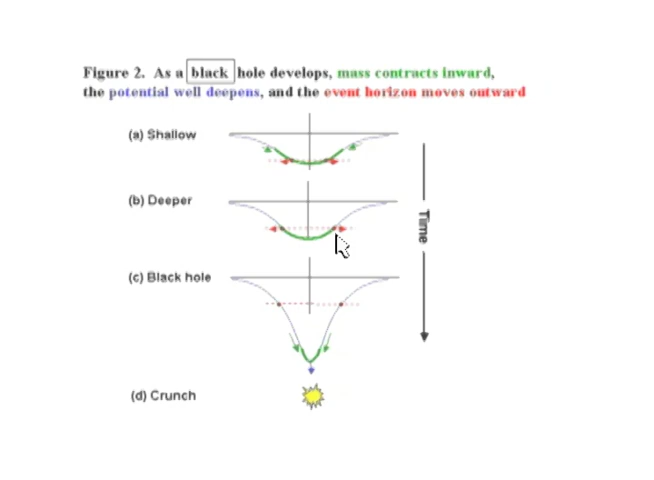 Figure 2. As a black hole develops, mass contracts inward,
the potential well deepens, and the event horizon moves outward
(a) Shallow
(b) Deeper
Time
(c) Black hole
(d) Crunch